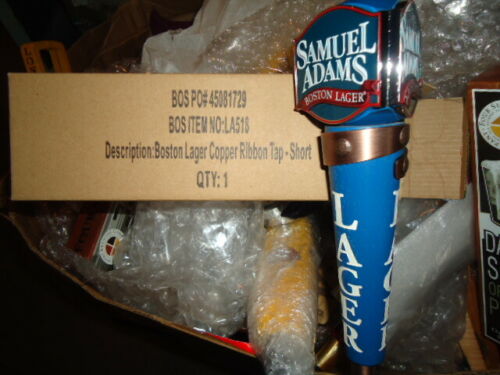 BOS PO# 45081729
BOS ITEM NO:LA518
Description:Boston Lager Copper Ribbon Tap - Short
QTY: 1
SAMUEL
ADAMS
BOSTON LAGER
LAGER
LAGER